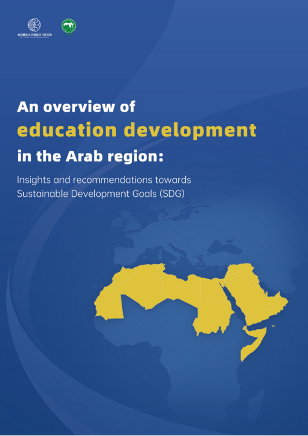 An overview of
education development
in the Arab region:
Insights and recommendations towards
Sustainable Development Goals (SDG)